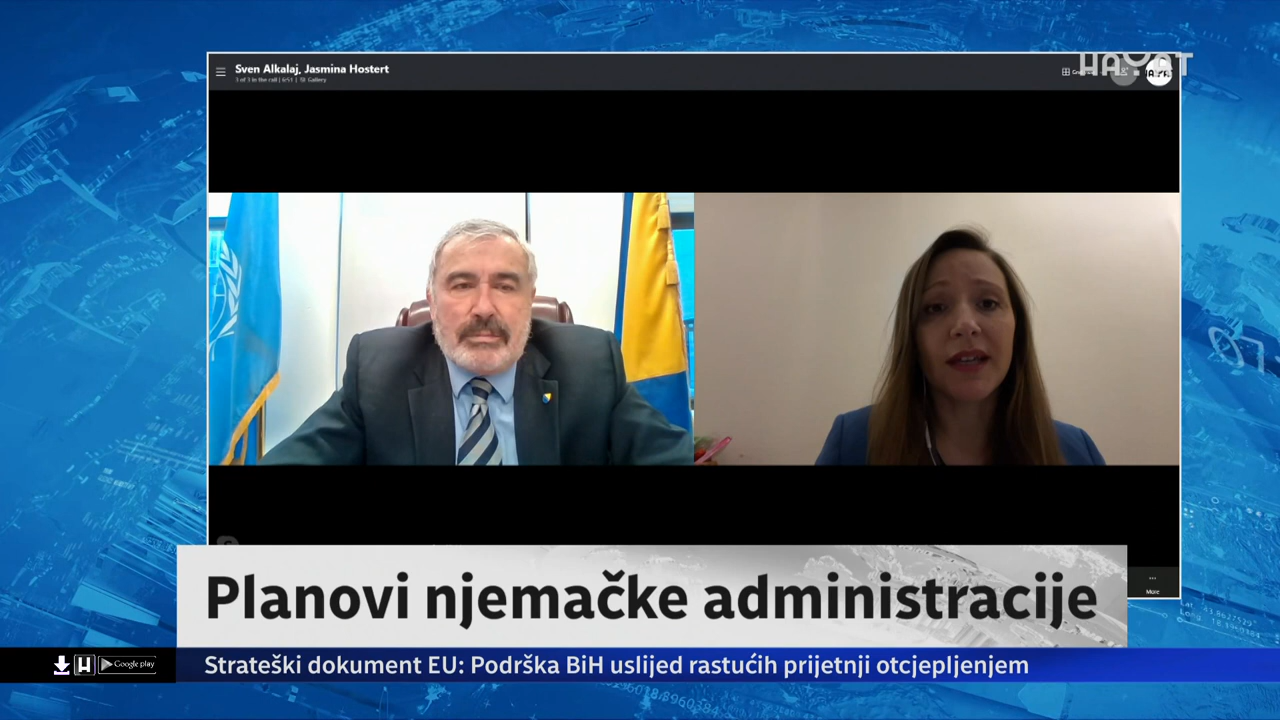 Sven Alkalaj, Jasmina Hostert
HAYAT
Planovi njemačke administracije
More
Google play
Strateški dokument EU: Podrška BiH uslijed rastućih prijetnji otcjepljenjem